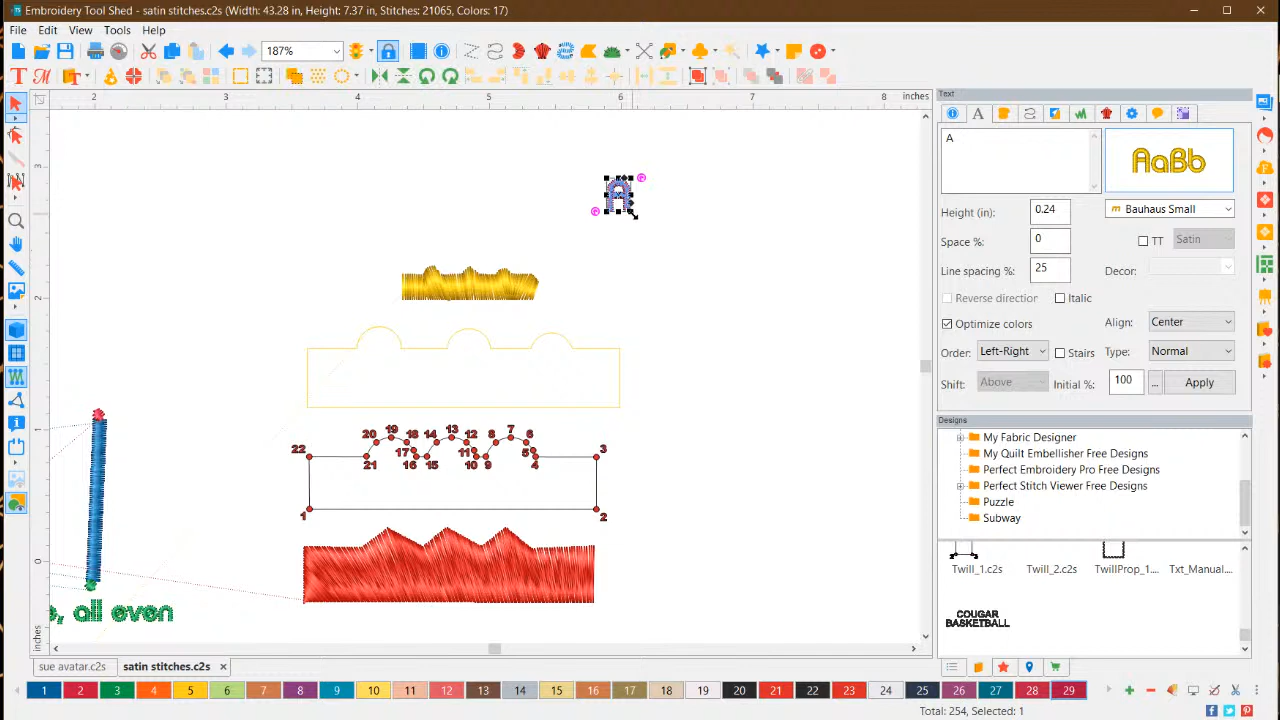 Embroidery Tool Shed - satin stitches.c2s (Width: 43.28 in, Height: 7.37 in, Stitches: 21065, Colors: 17)
File Edit View Tools Help
187%
2 3 4 5 6 7 8 inches
3
2
1
0
inches
A
19 13 7
20 18 14 12 8 6
22 17 11 5 3
21 16 15 10 9 4
1 2
, all even
Text
A
AaBb
Height (in): 0.24
Bauhaus Small
Space %: 0
TT Satin
Line spacing %: 25
Decor:
Reverse direction Italic
Optimize colors
Align: Center
Order: Left-Right
Stairs
Type: Normal
Shift: Above
Initial %: 100
... Apply
Designs
My Fabric Designer
My Quilt Embellisher Free Designs
Perfect Embroidery Pro Free Designs
Perfect Stitch Viewer Free Designs
Puzzle
Subway
Twill_1.c2s Twill_2.c2s TwillProp_1.... Txt_Manual...
COUGAR
BASKETBALL
sue avatar.c2s satin stitches.c2s
1 2 3 4 5 6 7 8 9 10 11 12 13 14 15 16 17 18 19 20 21 22 23 24 25 26 27 28 29
Total: 254, Selected: 1